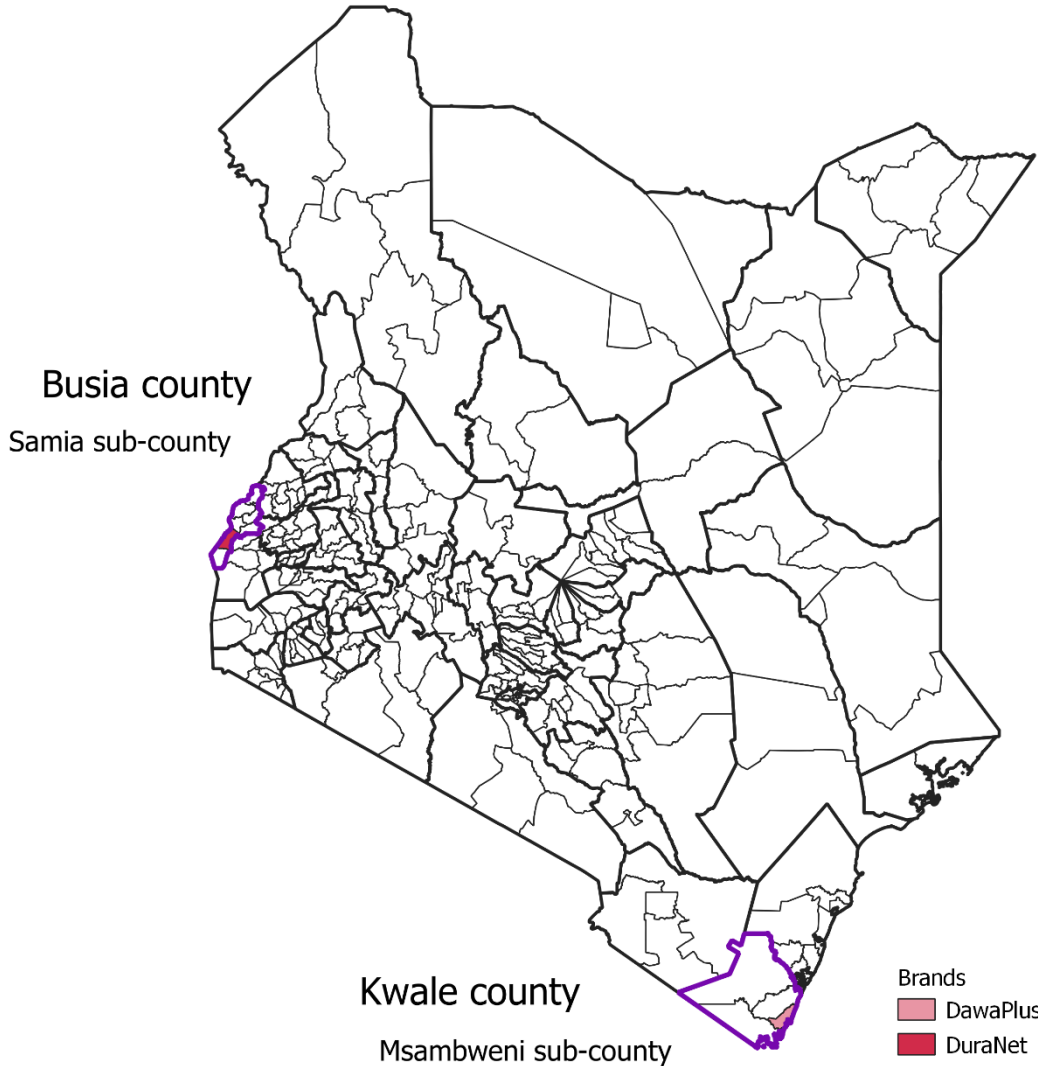 Busia county
Samia sub-county
Kwale county
Msambweni sub-county
Brands
DawaPlus
DuraNet